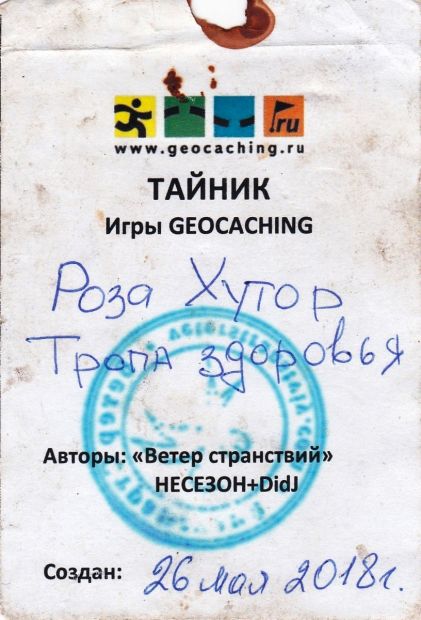 .ru
www.geocaching.ru
ТАЙНИК
Игры GEOCACHING
Роза Хутор
Тропа здоровья
Авторы: «Ветер странствий»
НЕСЕЗОН+DidJ
Создан: 26 мая 2018г.